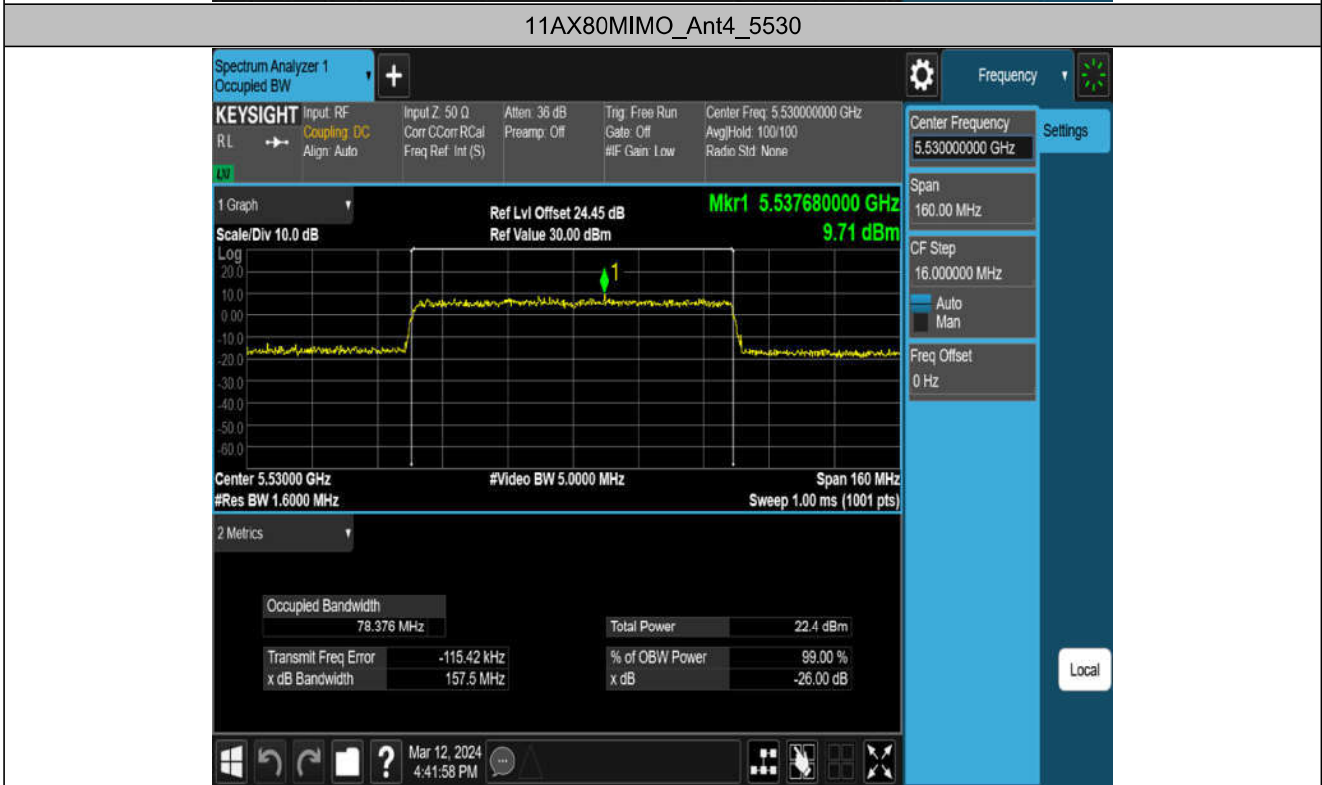 11AX80MIMO_Ant4_5530
Spectrum Analyzer 1
Occupied BW
Frequency
KEYSIGHT
RL
LXI
Input: RF
Coupling: DC
Align: Auto
Input Z: 50 Ω
Corr CCorr RCal
Freq Ref: Int (S)
Atten: 36 dB
Preamp: Off
Trig: Free Run
Gate: Off
#IF Gain: Low
Center Freq: 5.530000000 GHz
Avg|Hold: 100/100
Radio Std: None
Center Frequency
5.530000000 GHz
Settings
Span
160.00 MHz
CF Step
16.000000 MHz
Auto
Man
Freq Offset
0 Hz
Local
1 Graph
Scale/Div 10.0 dB
Ref Lvl Offset 24.45 dB
Ref Value 30.00 dBm
Mkr1 5.537680000 GHz
9.71 dBm
Log
20.0
10.0
0.00
-10.0
-20.0
-30.0
-40.0
-50.0
-60.0
1
Center 5.53000 GHz
#Video BW 5.0000 MHz
Span 160 MHz
#Res BW 1.6000 MHz
Sweep 1.00 ms (1001 pts)
2 Metrics
Occupied Bandwidth
78.376 MHz
Total Power 22.4 dBm
Transmit Freq Error -115.42 kHz
% of OBW Power 99.00 %
x dB Bandwidth 157.5 MHz
x dB -26.00 dB
?
Mar 12, 2024
4:41:58 PM